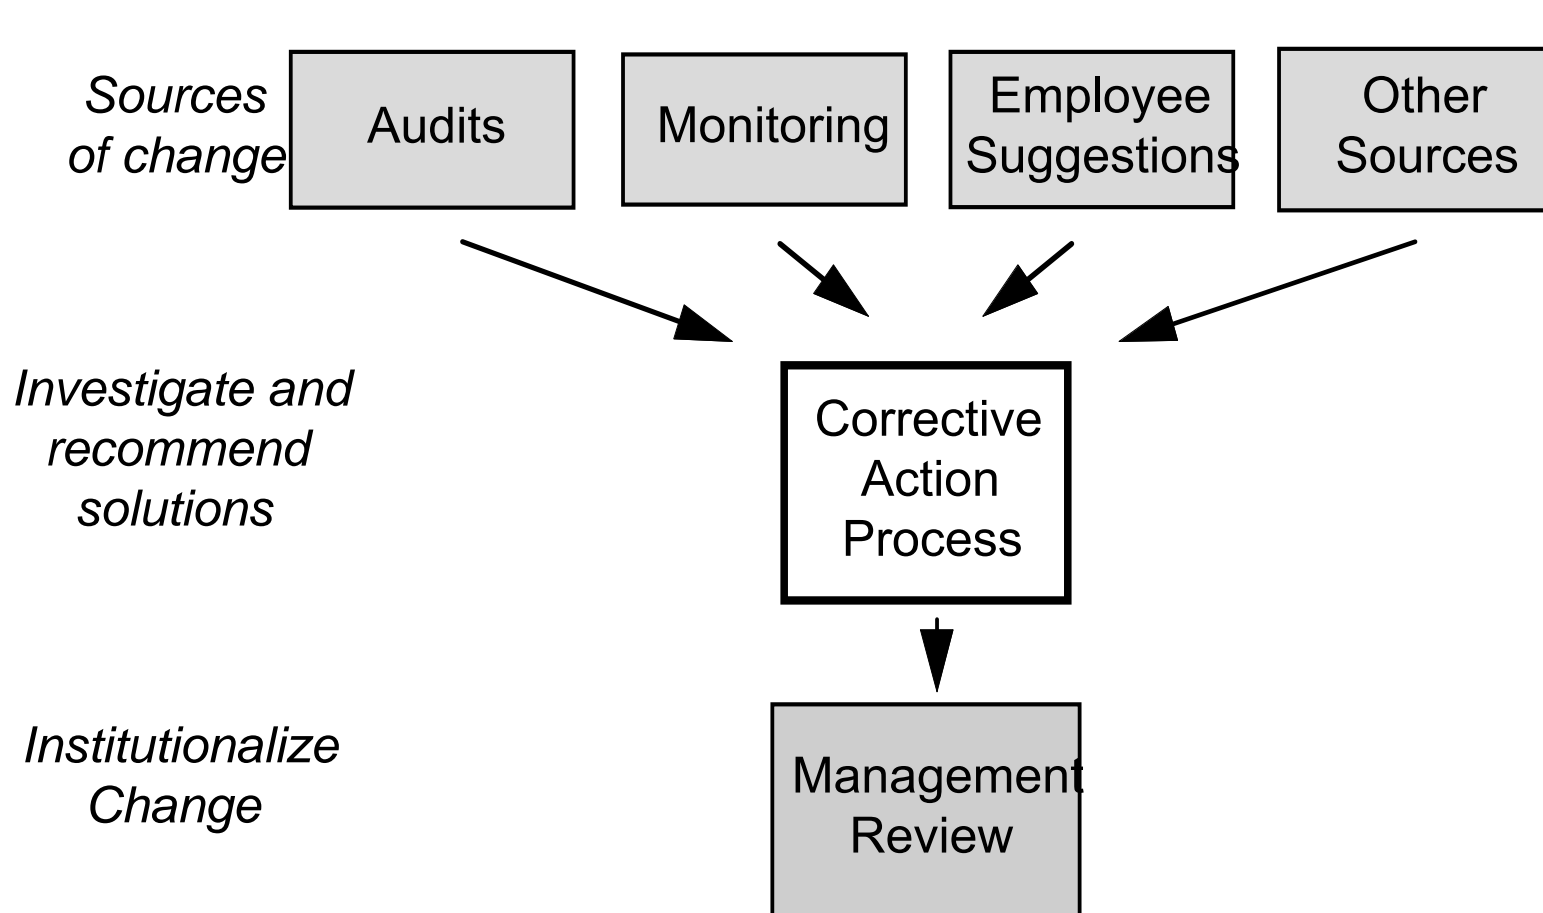 Sources
of change
Audits
Monitoring
Employee
Suggestions
Other
Sources
Investigate and
recommend
solutions
Corrective
Action
Process
Institutionalize
Change
Management
Review